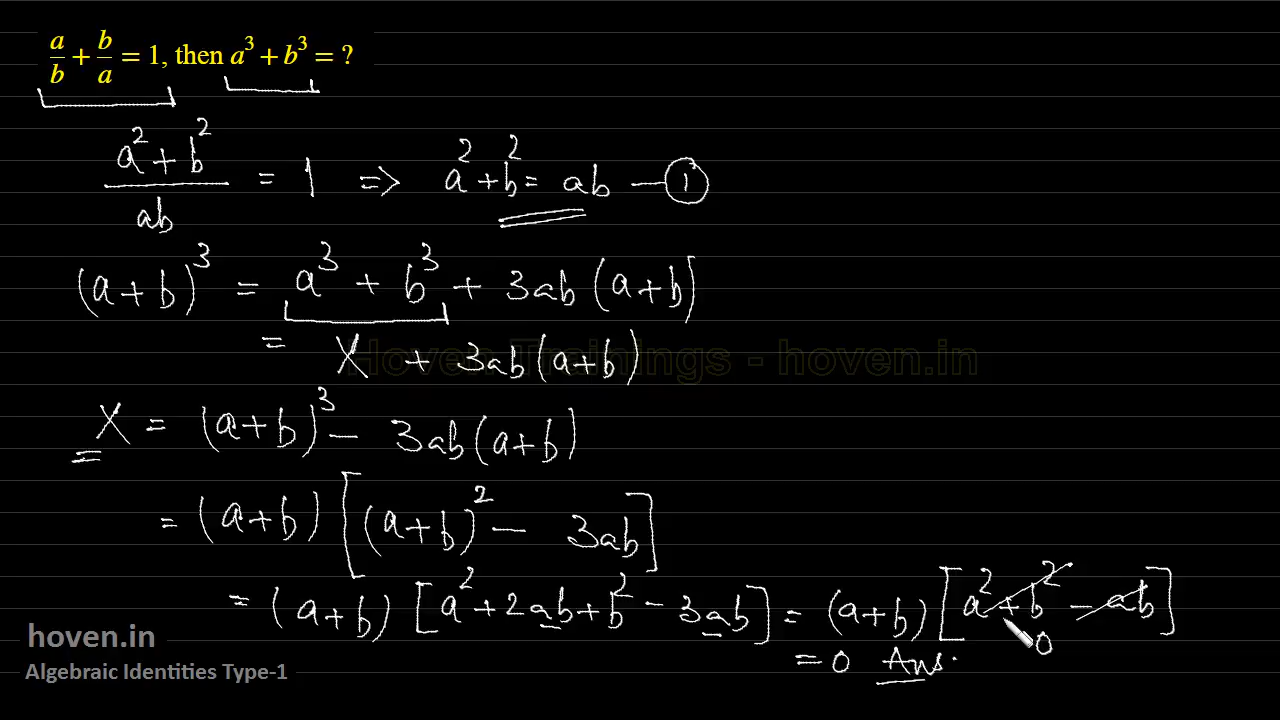 a/b + b/a = 1, then a³ + b³ = ?
(a² + b²)/ab = 1 ⇒ a² + b² = ab — ①
(a+b)³ = a³ + b³ + 3ab(a+b)
= X + 3ab(a+b)
Hoven Trainings - hoven.in
X = (a+b)³ − 3ab(a+b)
= (a+b)[(a+b)² − 3ab]
= (a+b)[a² + 2ab + b² − 3ab] = (a+b)[a² + b² − ab]
0
= 0 Ans.
hoven.in
Algebraic Identities Type-1